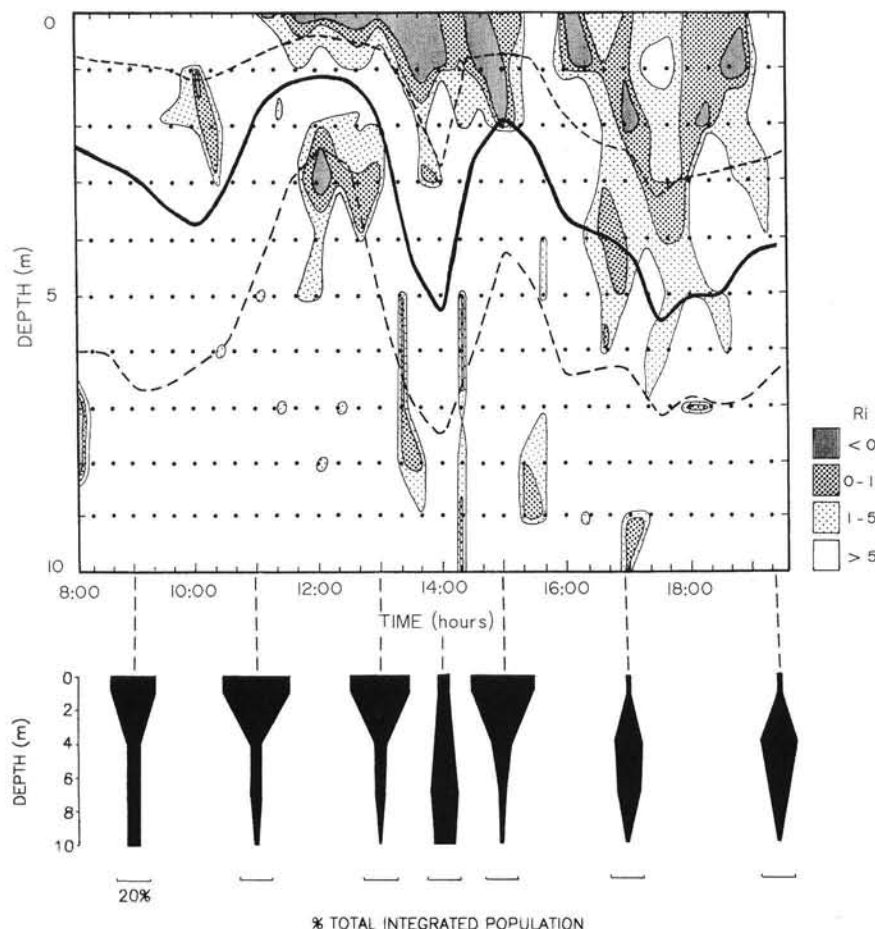 0
DEPTH (m)
5
10
8:00 10:00 12:00 14:00 16:00 18:00
TIME (hours)
Ri
<0
0-1
1-5
>5
DEPTH (m)
0
2
4
6
8
10
20%
% TOTAL INTEGRATED POPULATION